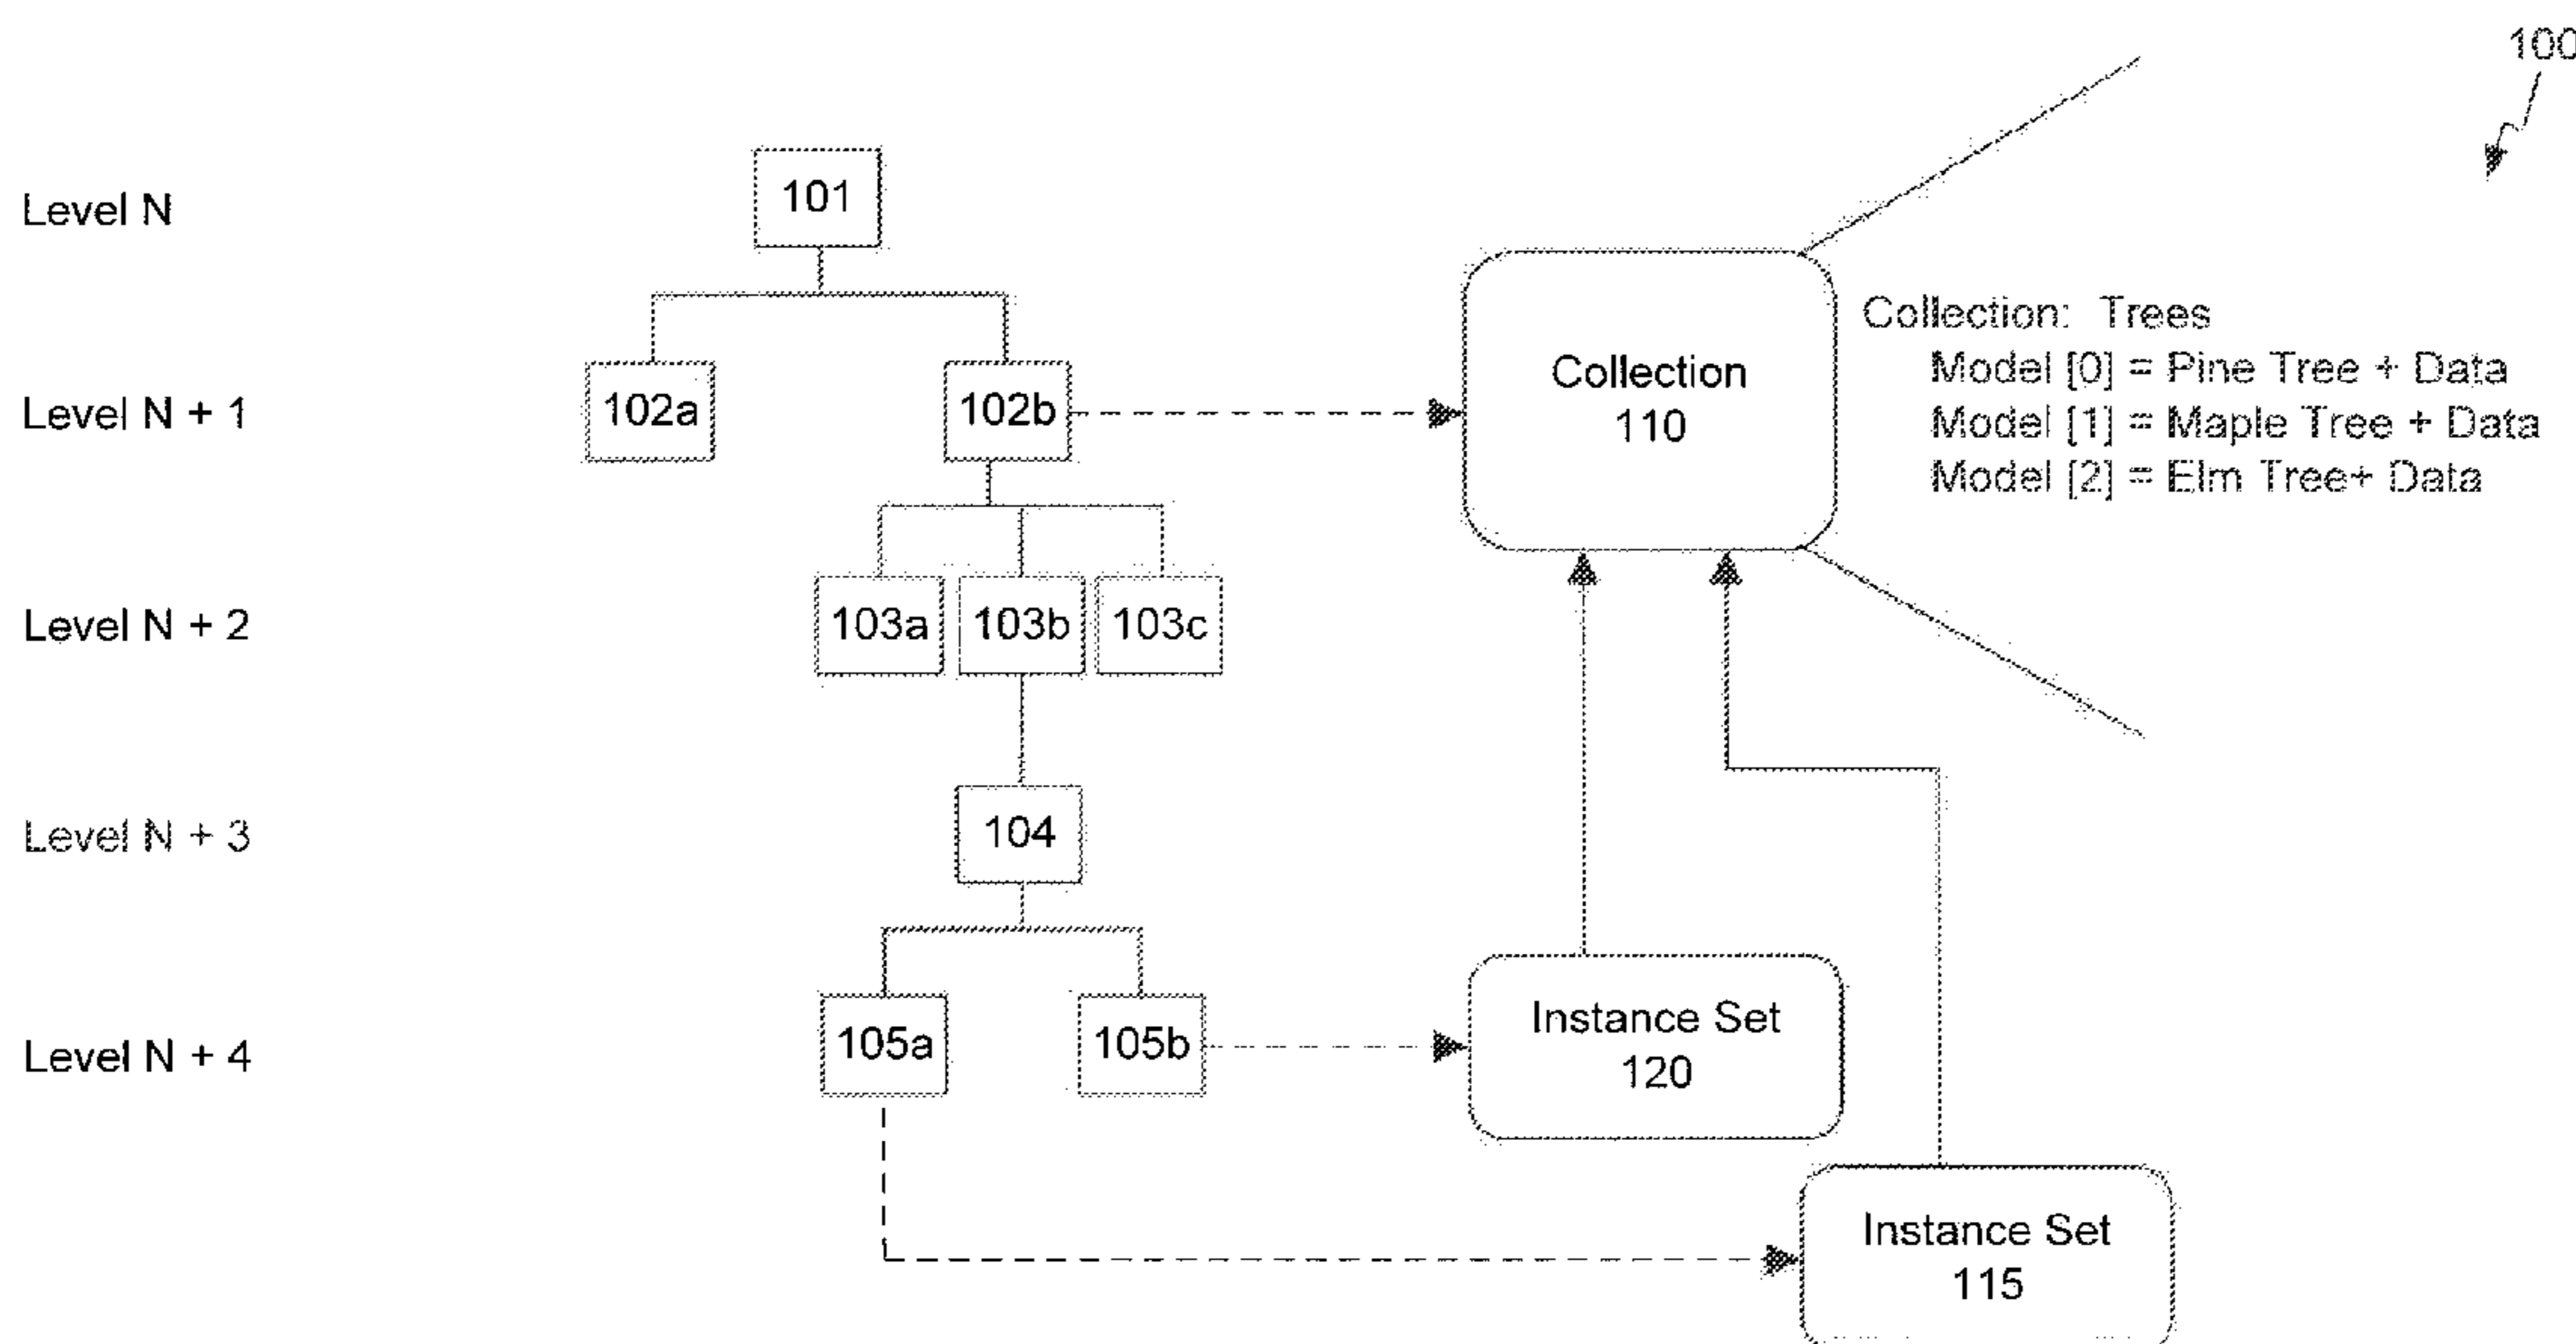 100
Level N
101
Collection: Trees
Model [0] = Pine Tree + Data
Model [1] = Maple Tree + Data
Model [2] = Elm Tree+ Data
Collection
110
Level N + 1
102a
102b
Level N + 2
103a
103b
103c
Level N + 3
104
Level N + 4
105a
105b
Instance Set
120
Instance Set
115